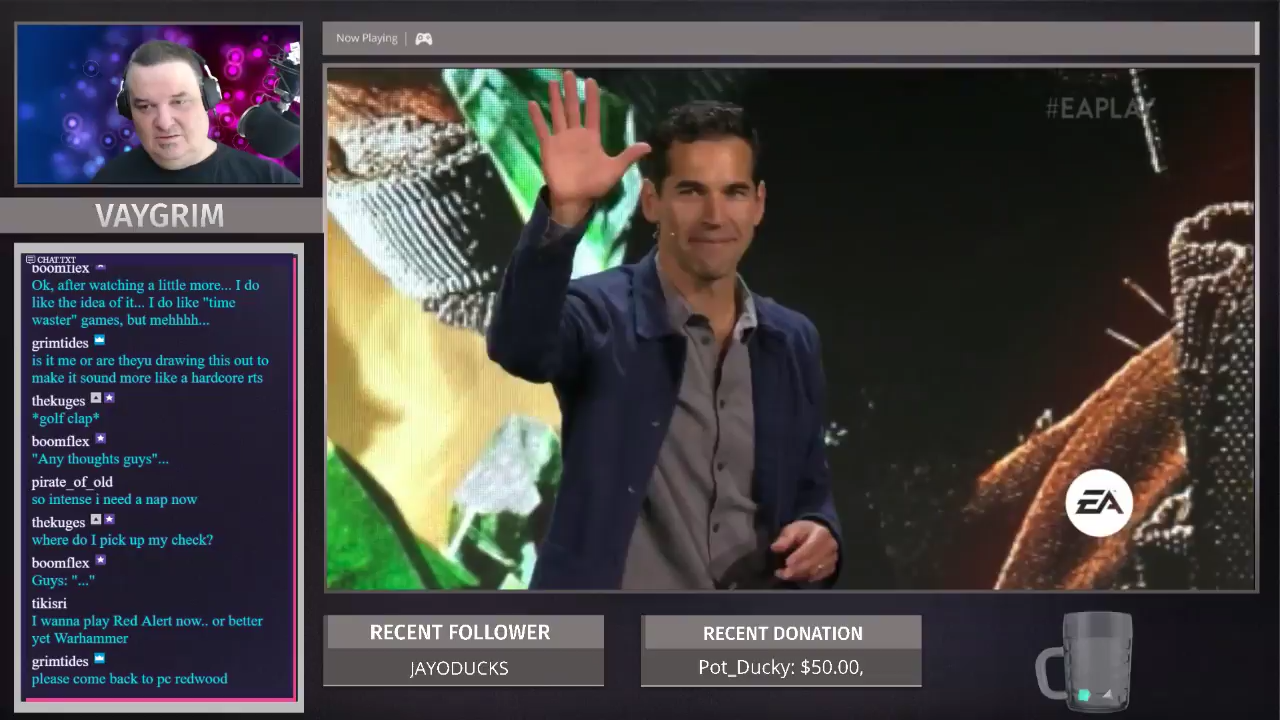 Now Playing |
#EAPLAY
EA
VAYGRIM
CHAT.TXT
boomflex
Ok, after watching a little more... I do
like the idea of it... I do like "time
waster" games, but mehhhh...
grimtides
is it me or are theyu drawing this out to
make it sound more like a hardcore rts
thekuges
*golf clap*
boomflex
"Any thoughts guys"...
pirate_of_old
so intense i need a nap now
thekuges
where do I pick up my check?
boomflex
Guys: "..."
tikisri
I wanna play Red Alert now.. or better
yet Warhammer
grimtides
please come back to pc redwood
RECENT FOLLOWER
JAYODUCKS
RECENT DONATION
Pot_Ducky: $50.00,